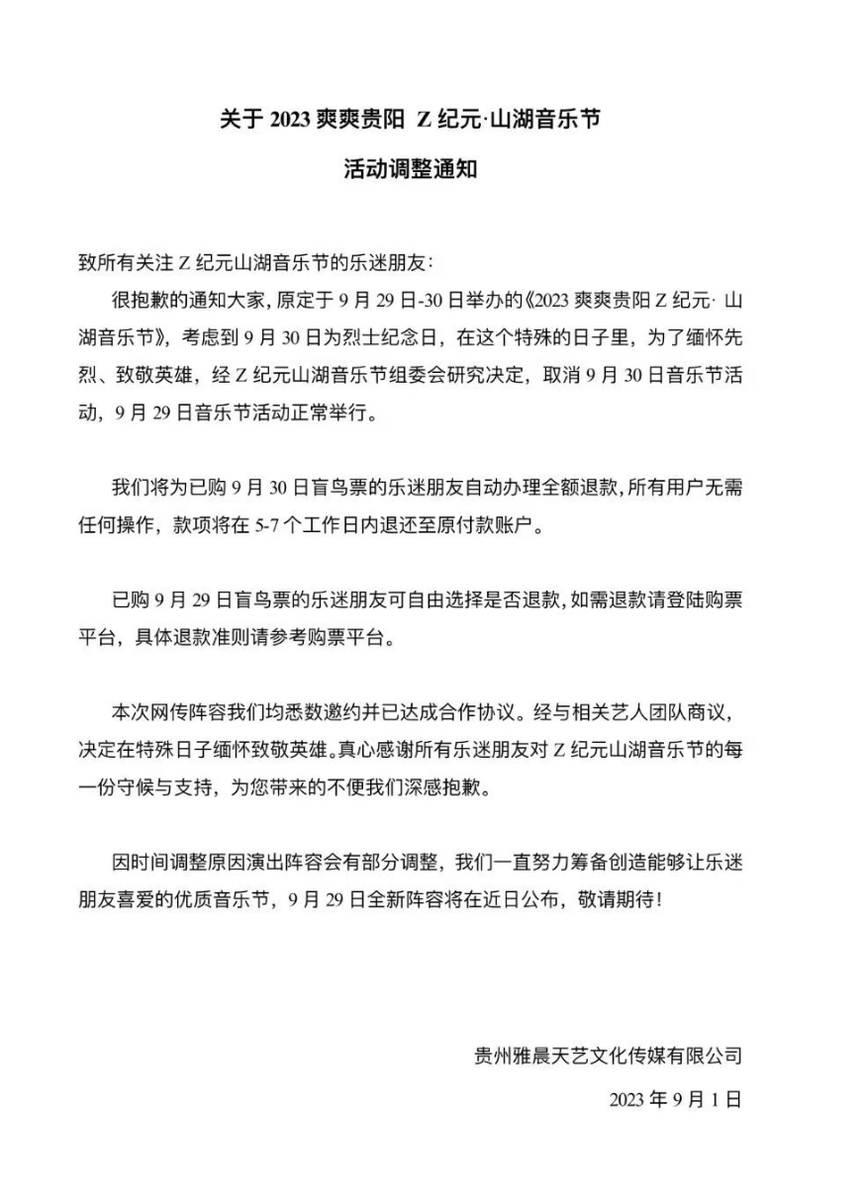 关于 2023 爽爽贵阳 Z 纪元·山湖音乐节
活动调整通知
致所有关注 Z 纪元山湖音乐节的乐迷朋友：
很抱歉的通知大家，原定于 9 月 29 日-30 日举办的《2023 爽爽贵阳 Z 纪元· 山
湖音乐节》，考虑到 9 月 30 日为烈士纪念日，在这个特殊的日子里，为了缅怀先
烈、致敬英雄，经 Z 纪元山湖音乐节组委会研究决定，取消 9 月 30 日音乐节活
动，9 月 29 日音乐节活动正常举行。
我们将为已购 9 月 30 日盲鸟票的乐迷朋友自动办理全额退款，所有用户无需
任何操作，款项将在 5-7 个工作日内退还至原付款账户。
已购 9 月 29 日盲鸟票的乐迷朋友可自由选择是否退款，如需退款请登陆购票
平台，具体退款准则请参考购票平台。
本次网传阵容我们均悉数邀约并已达成合作协议。经与相关艺人团队商议，
决定在特殊日子缅怀致敬英雄。真心感谢所有乐迷朋友对 Z 纪元山湖音乐节的每
一份守候与支持，为您带来的不便我们深感抱歉。
因时间调整原因演出阵容会有部分调整，我们一直努力筹备创造能够让乐迷
朋友喜爱的优质音乐节，9 月 29 日全新阵容将在近日公布，敬请期待！
贵州雅晨天艺文化传媒有限公司
2023 年 9 月 1 日